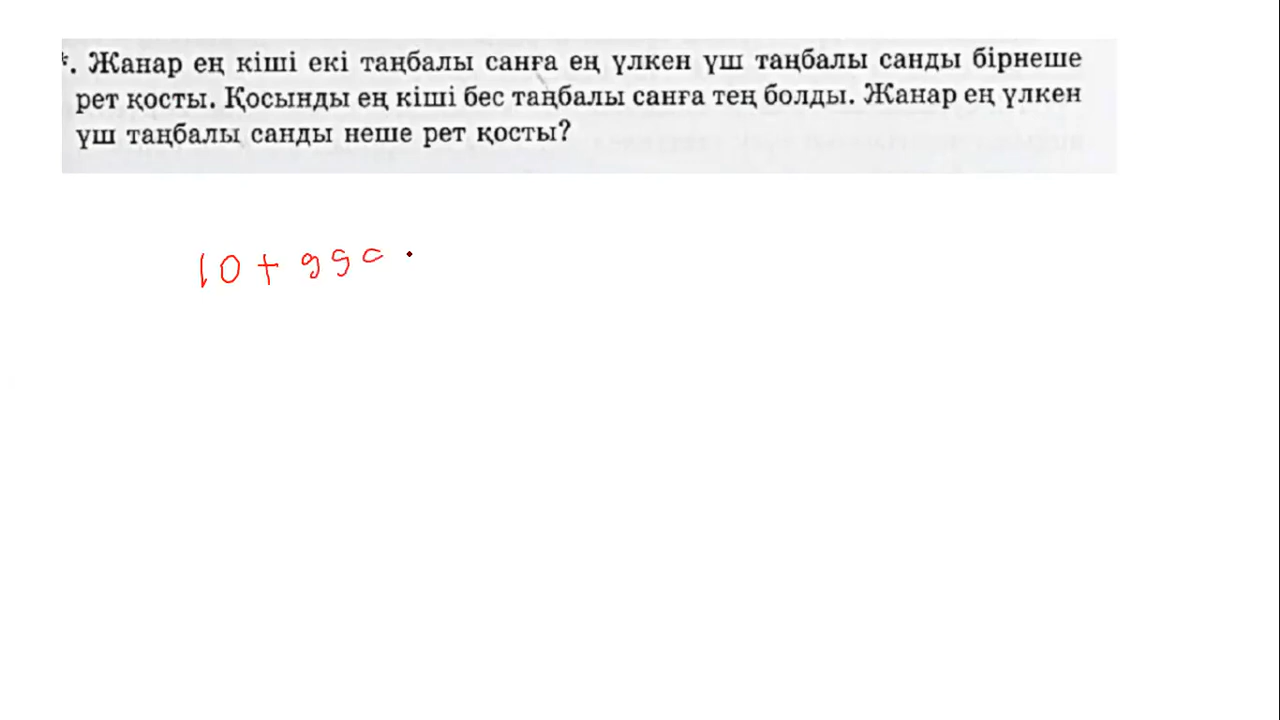 *. Жанар ең кіші екі таңбалы санға ең үлкен үш таңбалы санды бірнеше
рет қосты. Қосынды ең кіші бес таңбалы санға тең болды. Жанар ең үлкен
үш таңбалы санды неше рет қосты?
10 + 99